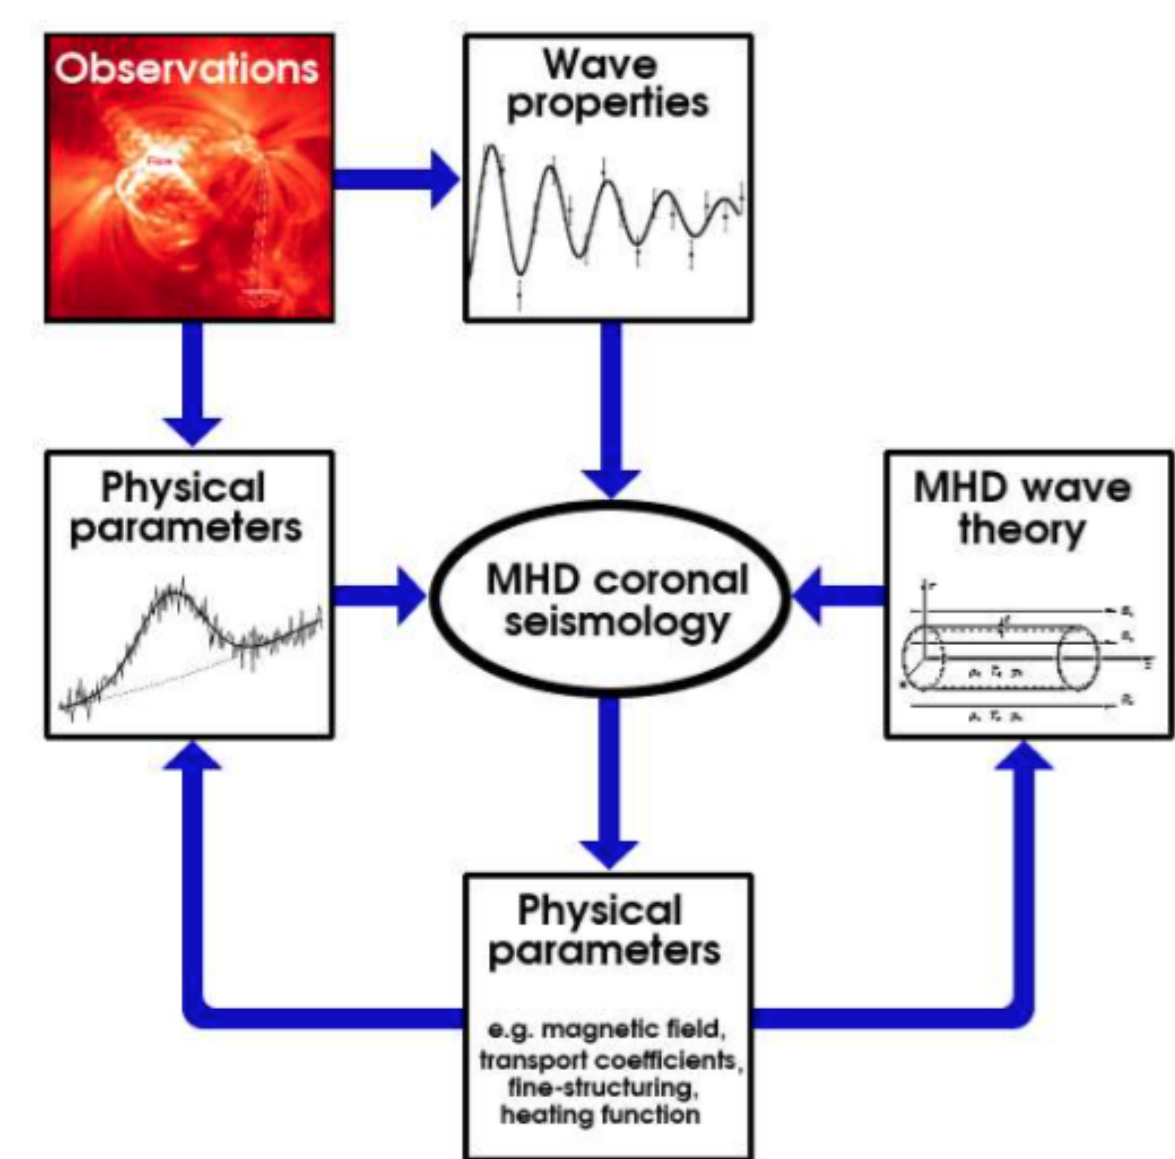 Observations
Flare
Wave
properties
Physical
parameters
MHD coronal
seismology
MHD wave
theory
Physical
parameters
e.g. magnetic field,
transport coefficients,
fine-structuring,
heating function